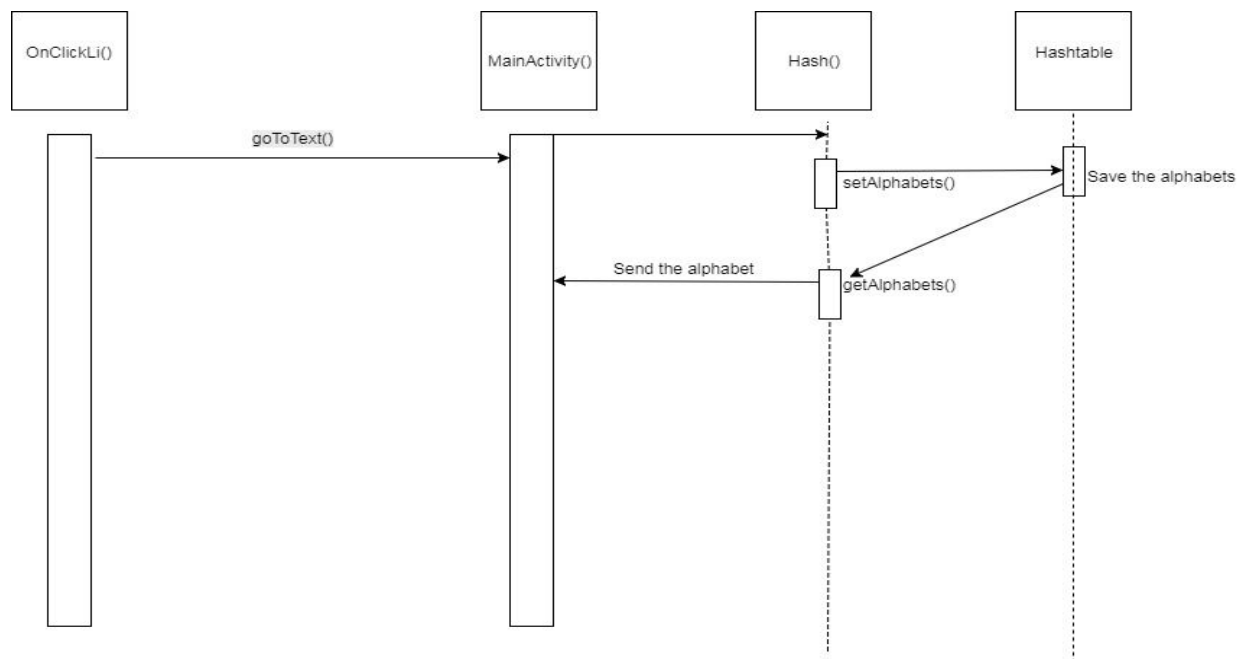 OnClickLi()
MainActivity()
Hash()
Hashtable
goToText()
setAlphabets()
Save the alphabets
Send the alphabet
getAlphabets()